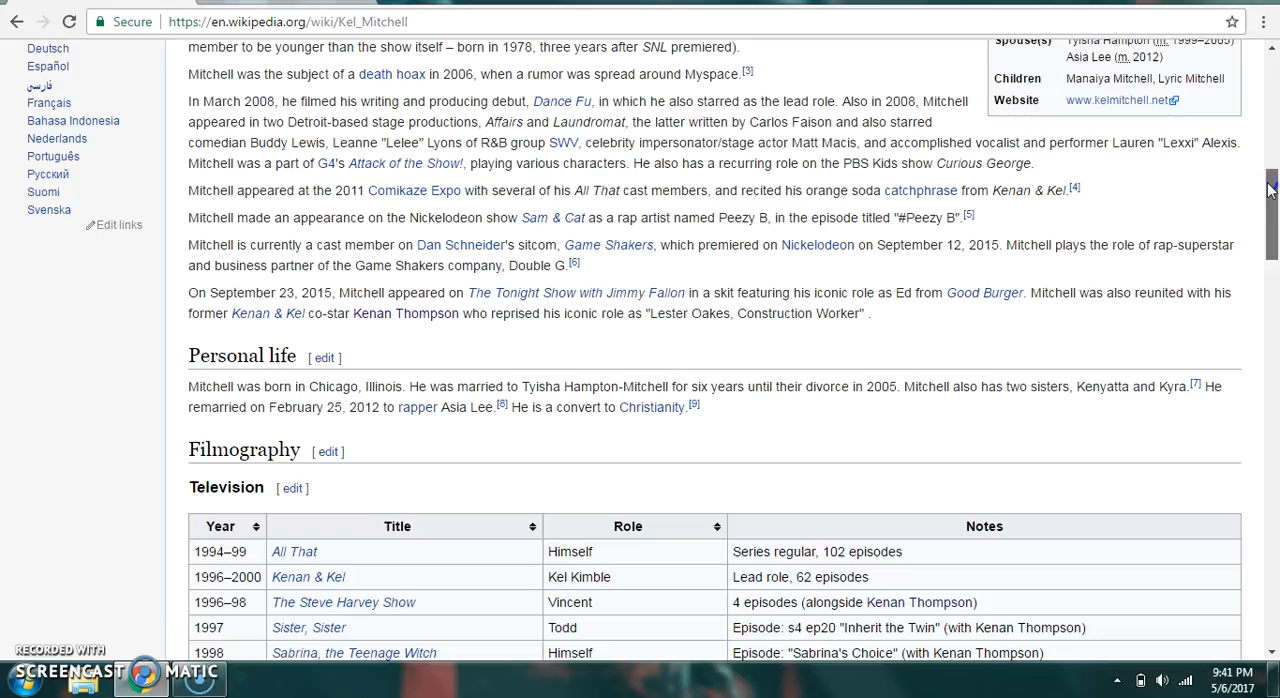 Secure https://en.wikipedia.org/wiki/Kel_Mitchell
Deutsch
Español
فارسی
Français
Bahasa Indonesia
Nederlands
Português
Русский
Suomi
Svenska
Edit links
member to be younger than the show itself – born in 1978, three years after SNL premiered).
Mitchell was the subject of a death hoax in 2006, when a rumor was spread around Myspace.[3]
In March 2008, he filmed his writing and producing debut, Dance Fu, in which he also starred as the lead role. Also in 2008, Mitchell
appeared in two Detroit-based stage productions, Affairs and Laundromat, the latter written by Carlos Faison and also starred
comedian Buddy Lewis, Leanne "Lelee" Lyons of R&B group SWV, celebrity impersonator/stage actor Matt Macis, and accomplished vocalist and performer Lauren "Lexxi" Alexis.
Mitchell was a part of G4's Attack of the Show!, playing various characters. He also has a recurring role on the PBS Kids show Curious George.
Mitchell appeared at the 2011 Comikaze Expo with several of his All That cast members, and recited his orange soda catchphrase from Kenan & Kel.[4]
Mitchell made an appearance on the Nickelodeon show Sam & Cat as a rap artist named Peezy B, in the episode titled "#Peezy B".[5]
Mitchell is currently a cast member on Dan Schneider's sitcom, Game Shakers, which premiered on Nickelodeon on September 12, 2015. Mitchell plays the role of rap-superstar
and business partner of the Game Shakers company, Double G.[6]
On September 23, 2015, Mitchell appeared on The Tonight Show with Jimmy Fallon in a skit featuring his iconic role as Ed from Good Burger. Mitchell was also reunited with his
former Kenan & Kel co-star Kenan Thompson who reprised his iconic role as "Lester Oakes, Construction Worker" .
Spouse(s) Tyisha Hampton (m. 1999–2005)
Asia Lee (m. 2012)
Children Manaiya Mitchell, Lyric Mitchell
Website www.kelmitchell.net
Personal life [ edit ]
Mitchell was born in Chicago, Illinois. He was married to Tyisha Hampton-Mitchell for six years until their divorce in 2005. Mitchell also has two sisters, Kenyatta and Kyra.[7] He
remarried on February 25, 2012 to rapper Asia Lee.[8] He is a convert to Christianity.[9]
Filmography [ edit ]
Television [ edit ]
Year Title Role Notes
1994–99 All That Himself Series regular, 102 episodes
1996–2000 Kenan & Kel Kel Kimble Lead role, 62 episodes
1996–98 The Steve Harvey Show Vincent 4 episodes (alongside Kenan Thompson)
1997 Sister, Sister Todd Episode: s4 ep20 "Inherit the Twin" (with Kenan Thompson)
1998 Sabrina, the Teenage Witch Himself Episode: "Sabrina's Choice" (with Kenan Thompson)
RECORDED WITH
SCREENCAST MATIC
9:41 PM
5/6/2017